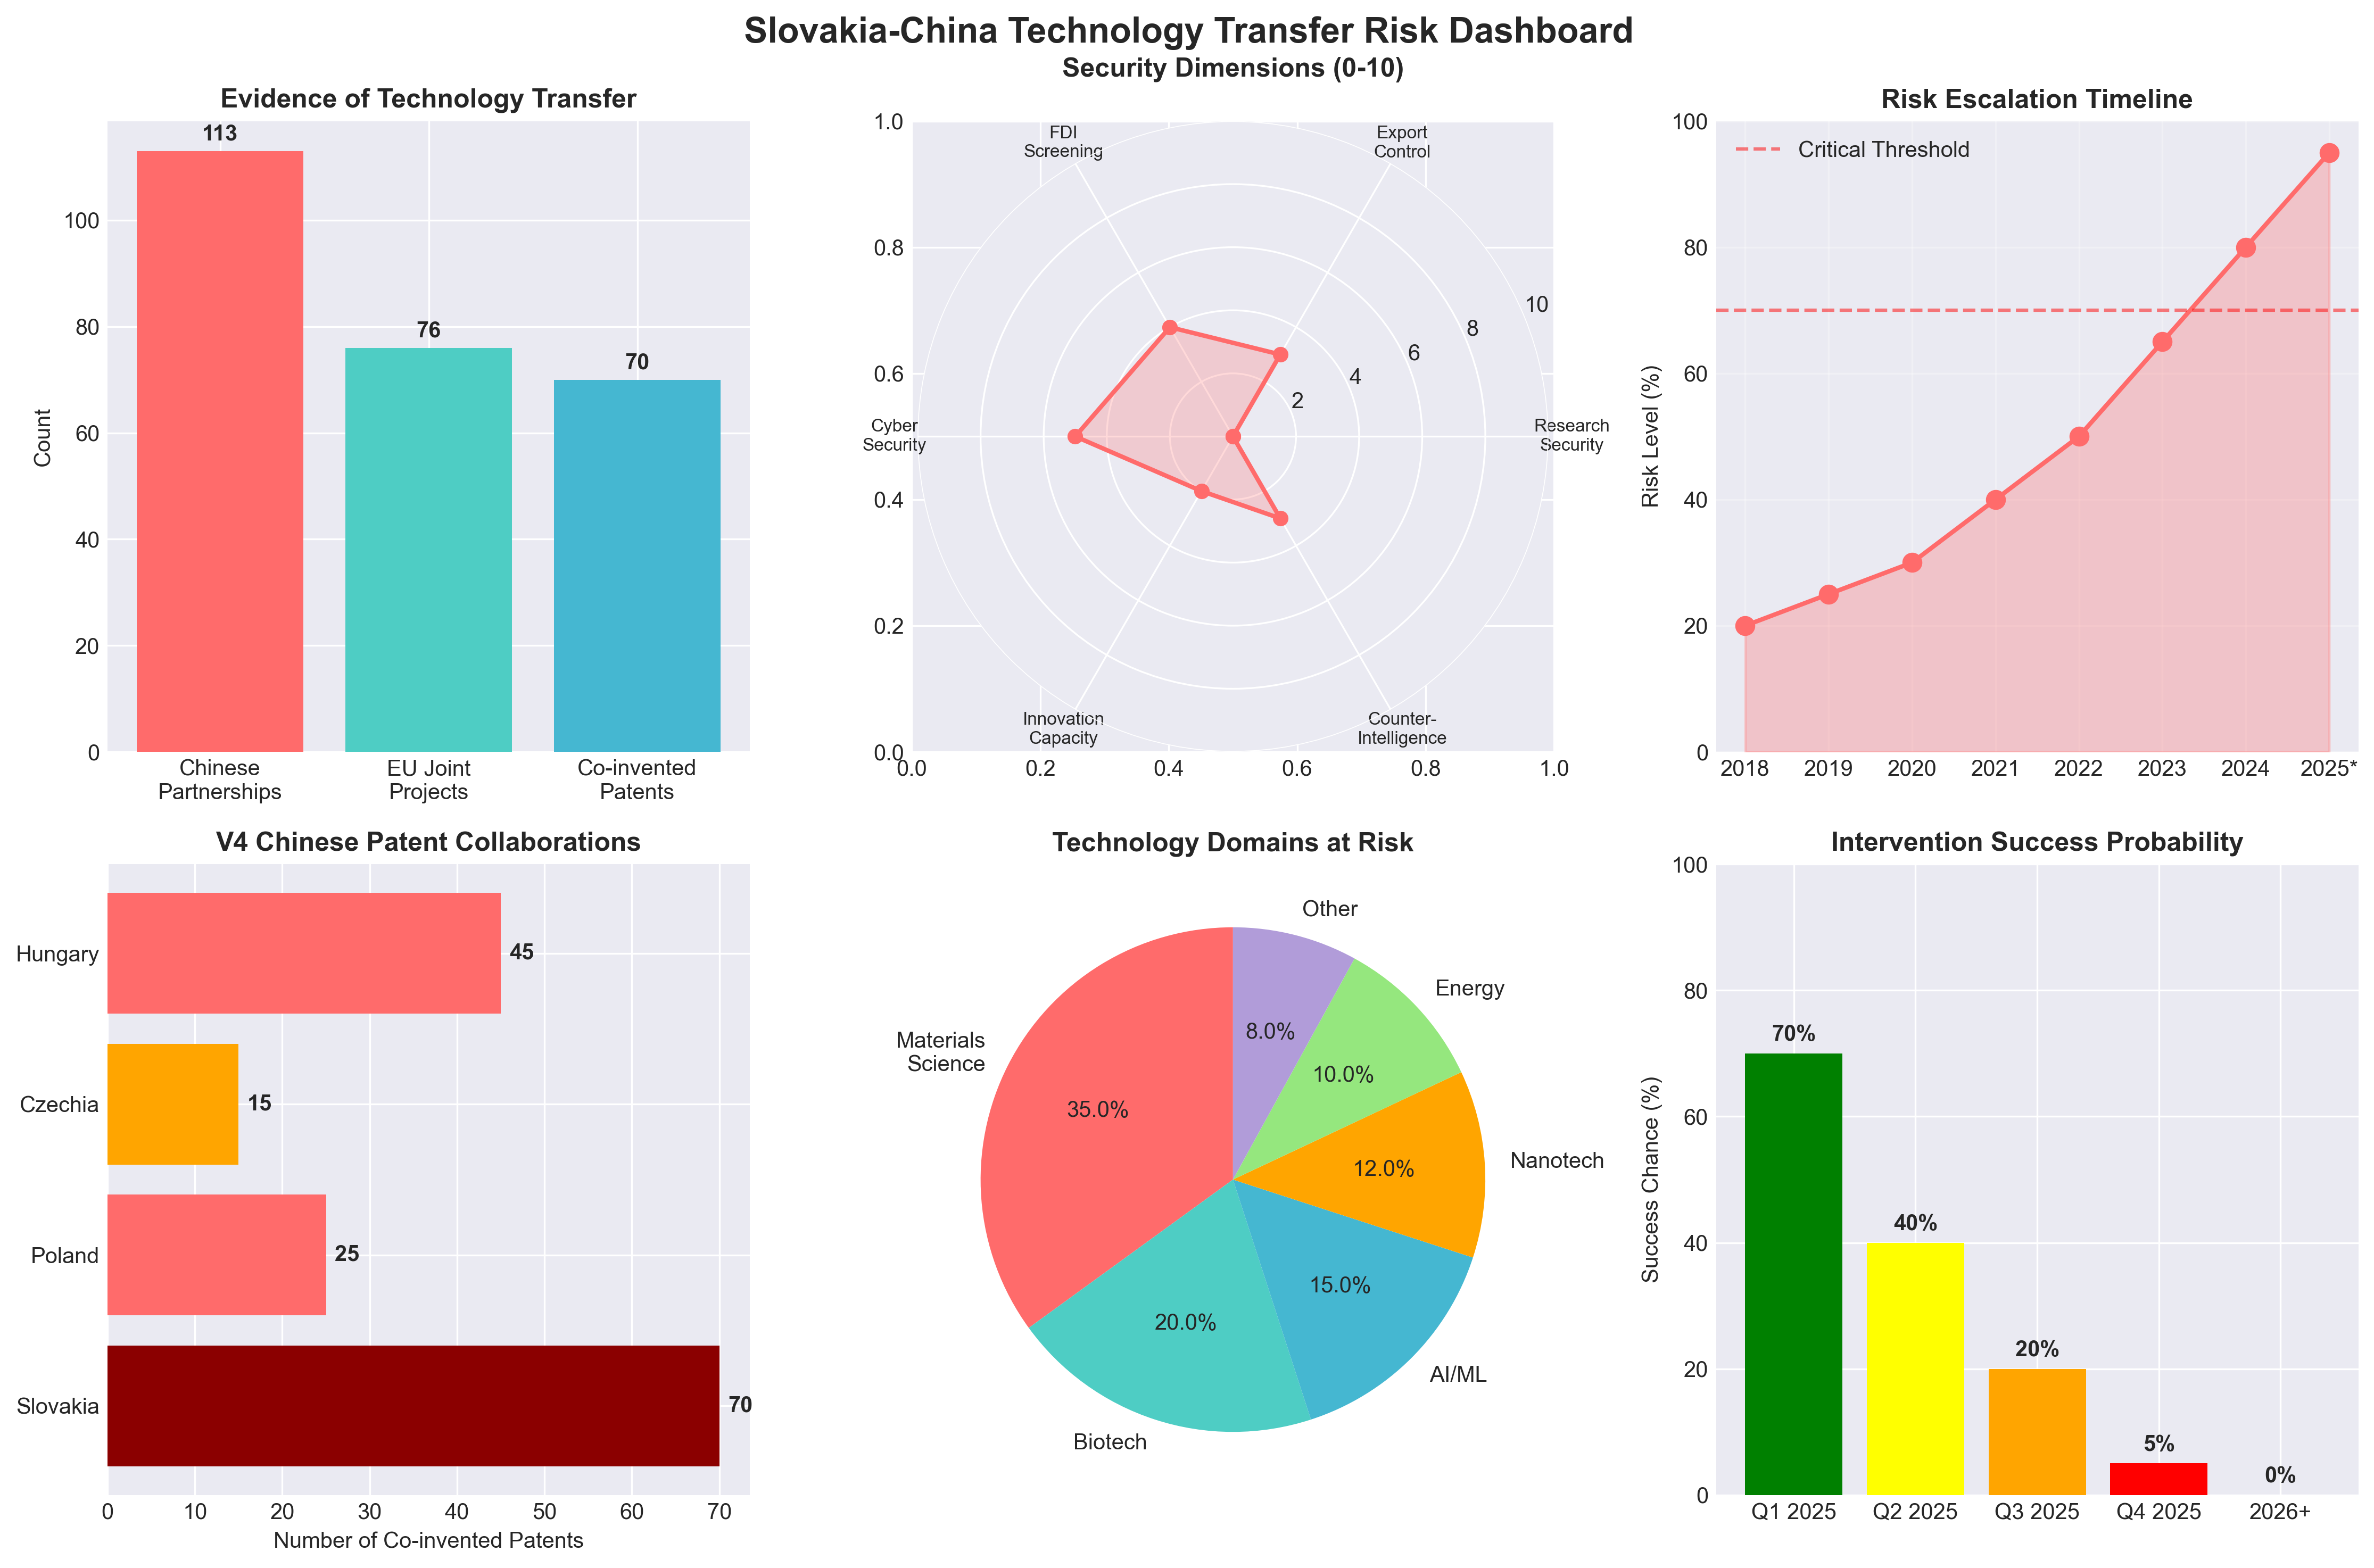 Slovakia-China Technology Transfer Risk Dashboard
Evidence of Technology Transfer
113
76
70
100
80
60
40
20
0
Count
Chinese
Partnerships
EU Joint
Projects
Co-invented
Patents
Security Dimensions (0-10)
1.0
0.8
0.6
0.4
0.2
0.0
0.0
0.2
0.4
0.6
0.8
1.0
FDI
Screening
Export
Control
Cyber
Security
Research
Security
Innovation
Capacity
Counter-
Intelligence
2
4
6
8
10
Risk Escalation Timeline
Critical Threshold
100
80
60
40
20
0
Risk Level (%)
2018
2019
2020
2021
2022
2023
2024
2025*
V4 Chinese Patent Collaborations
Hungary
45
Czechia
15
Poland
25
Slovakia
70
0
10
20
30
40
50
60
70
Number of Co-invented Patents
Technology Domains at Risk
Other
8.0%
Energy
10.0%
Materials
Science
35.0%
Nanotech
12.0%
15.0%
AI/ML
20.0%
Biotech
Intervention Success Probability
100
80
60
40
20
0
Success Chance (%)
70%
40%
20%
5%
0%
Q1 2025
Q2 2025
Q3 2025
Q4 2025
2026+